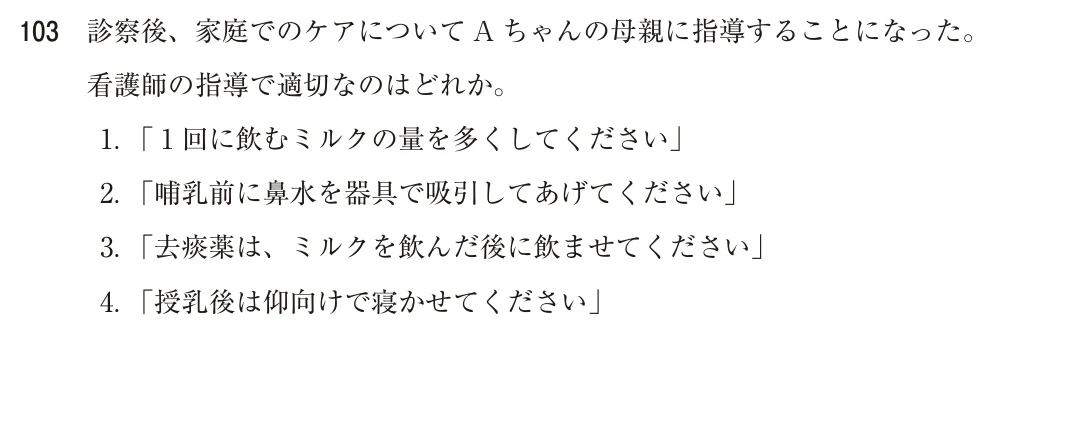 103 診察後、家庭でのケアについて A ちゃんの母親に指導することになった。
看護師の指導で適切なのはどれか。
1. 「1 回に飲むミルクの量を多くしてください」
2. 「哺乳前に鼻水を器具で吸引してあげてください」
3. 「去痰薬は、ミルクを飲んだ後に飲ませてください」
4. 「授乳後は仰向けで寝かせてください」